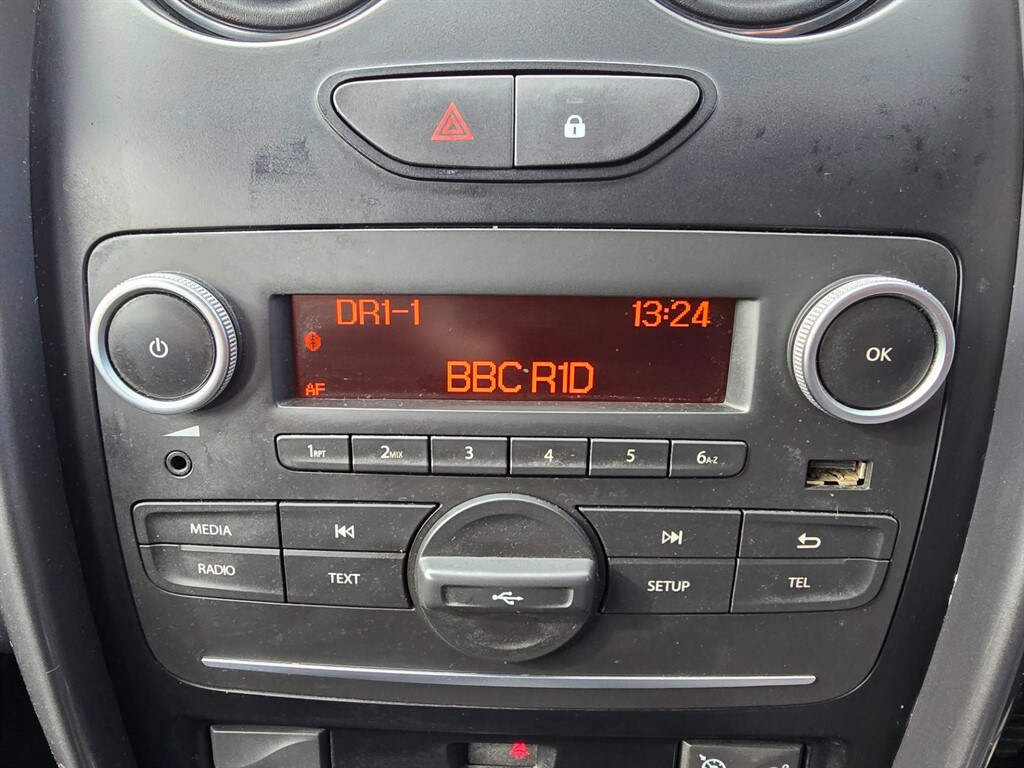 DR1-1 13:24
AF
BBC R1D
OK
1RPT 2MIX 3 4 5 6A-Z
MEDIA
RADIO
TEXT
SETUP
TEL